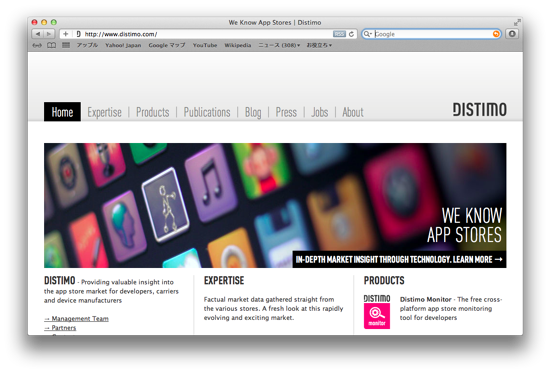 We Know App Stores | Distimo
http://www.distimo.com/
RSS
Google
アップル Yahoo! Japan Google マップ YouTube Wikipedia ニュース (308) お役立ち
Home | Expertise | Products | Publications | Blog | Press | Jobs | About
DISTIMO
WE KNOW
APP STORES
IN-DEPTH MARKET INSIGHT THROUGH TECHNOLOGY. LEARN MORE →
DISTIMO - Providing valuable insight into
the app store market for developers, carriers
and device manufacturers
→ Management Team
→ Partners
EXPERTISE
Factual market data gathered straight from
the various stores. A fresh look at this rapidly
evolving and exciting market.
PRODUCTS
DISTIMO
monitor
Distimo Monitor - The free cross-
platform app store monitoring
tool for developers